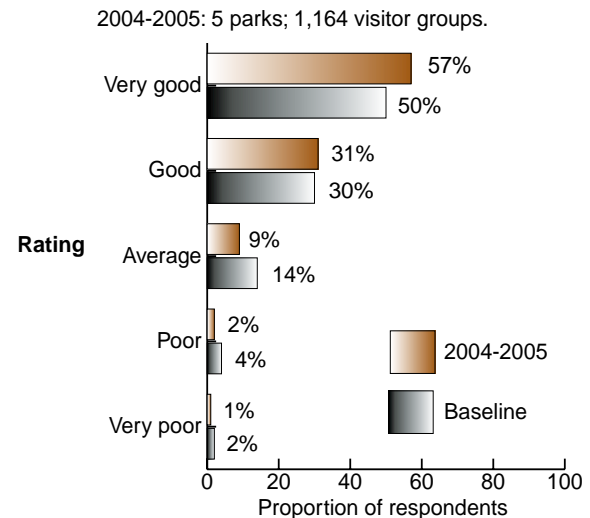 2004-2005: 5 parks; 1,164 visitor groups.
Very good
57%
50%
Good
31%
30%
Rating
Average
9%
14%
Poor
2%
4%
2004-2005
Baseline
Very poor
1%
2%
0 20 40 60 80 100
Proportion of respondents